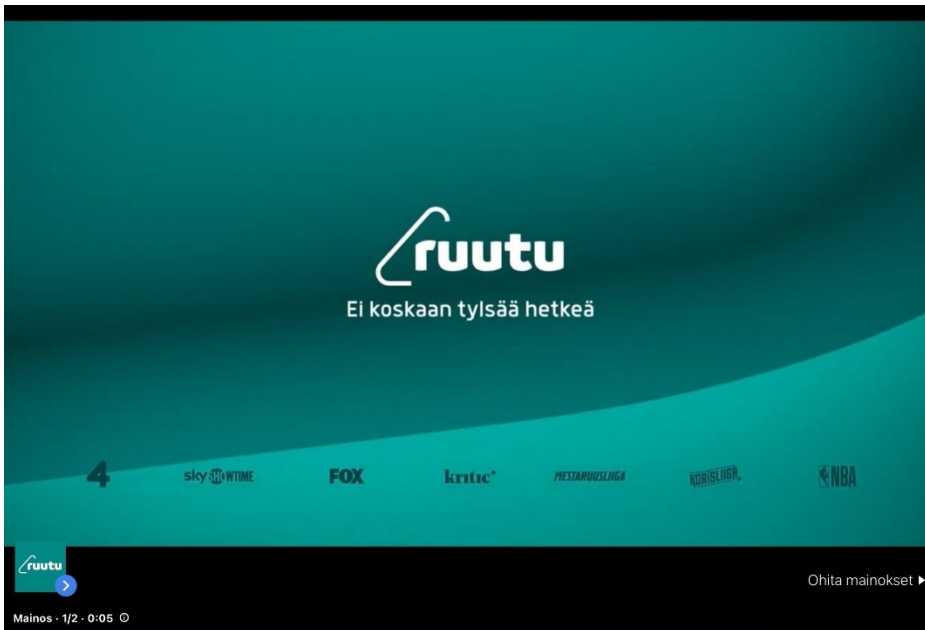 ruutu
Ei koskaan tylsää hetkeä
4 sky SHOWTIME FOX kritic+ MESTARUUSLIIGA KORISLIIGA NBA
ruutu
Ohita mainokset
Mainos · 1/2 · 0:05